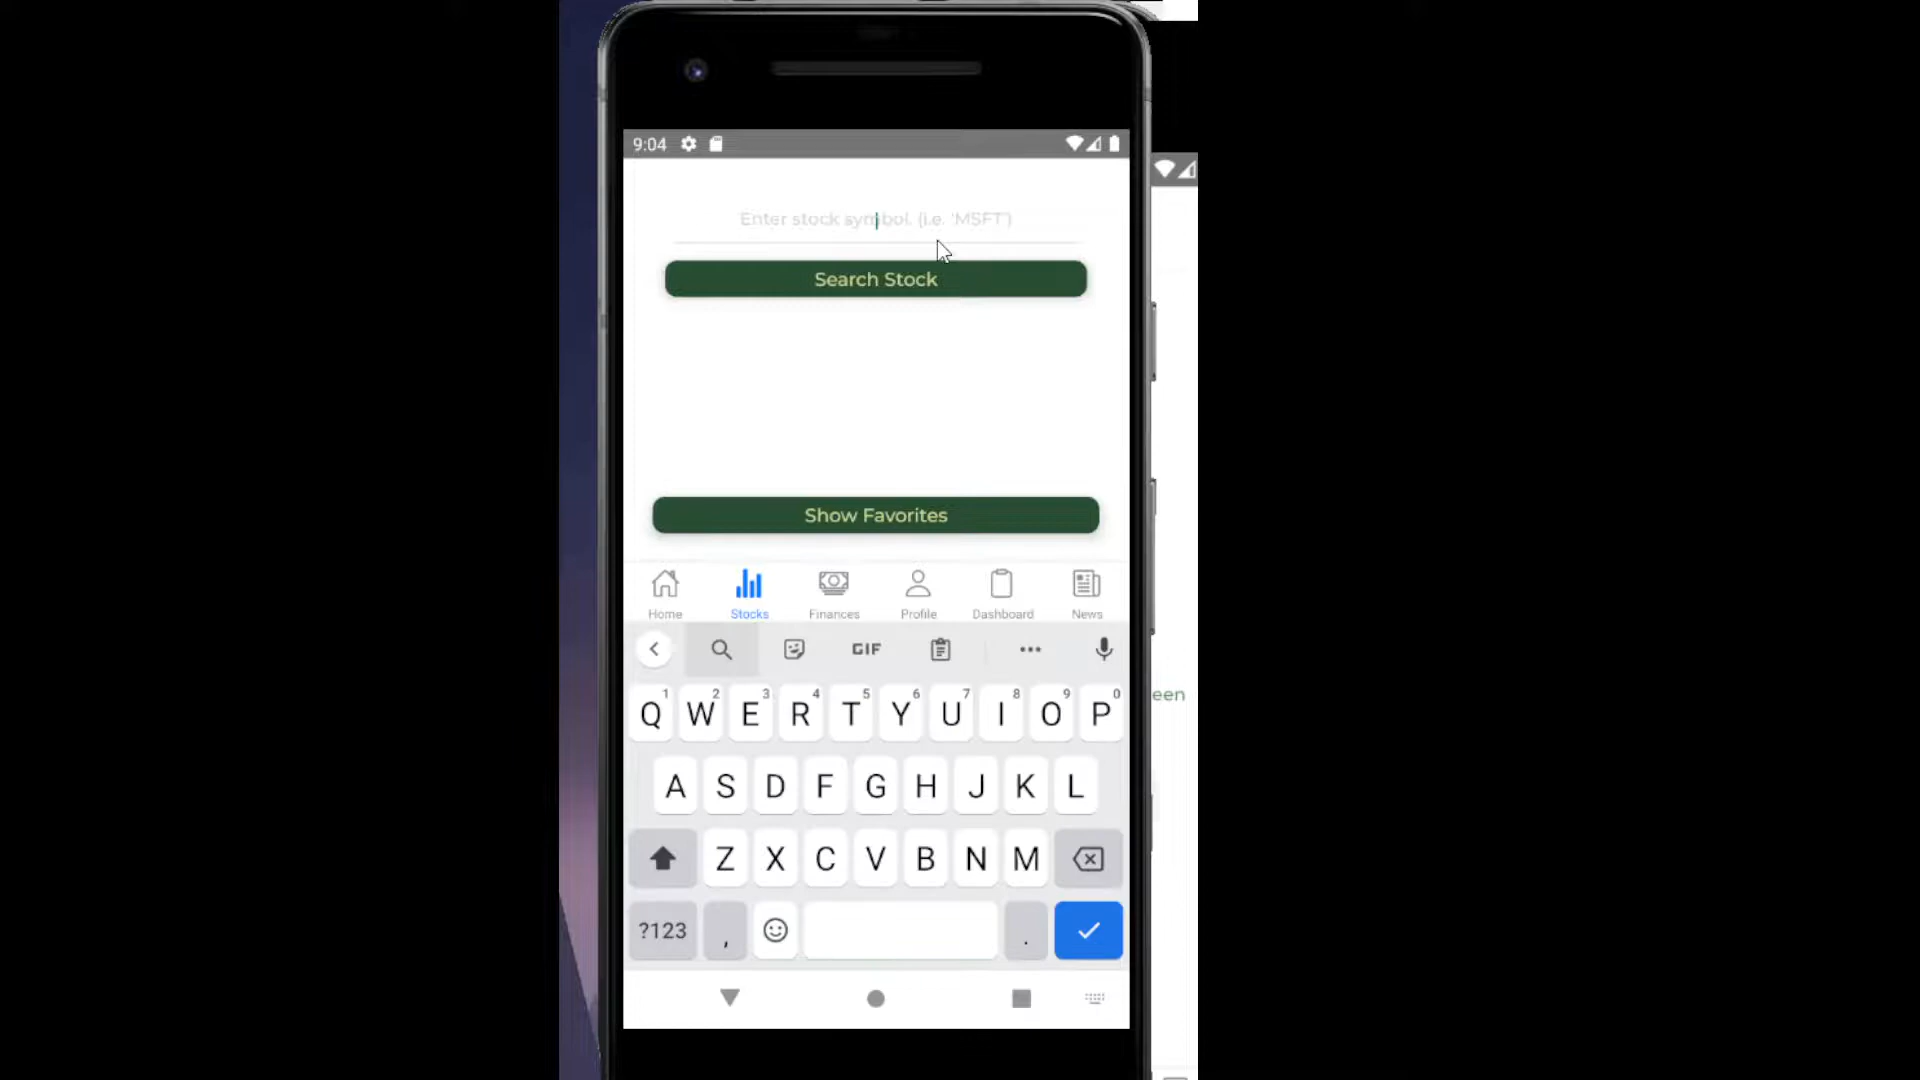 9:04
Enter stock symbol. (i.e. 'MSFT')
Search Stock
Show Favorites
Home Stocks Finances Profile Dashboard News
GIF
een
1 2 3 4 5 6 7 8 9 0
Q W E R T Y U I O P
A S D F G H J K L
Z X C V B N M
?123 , .